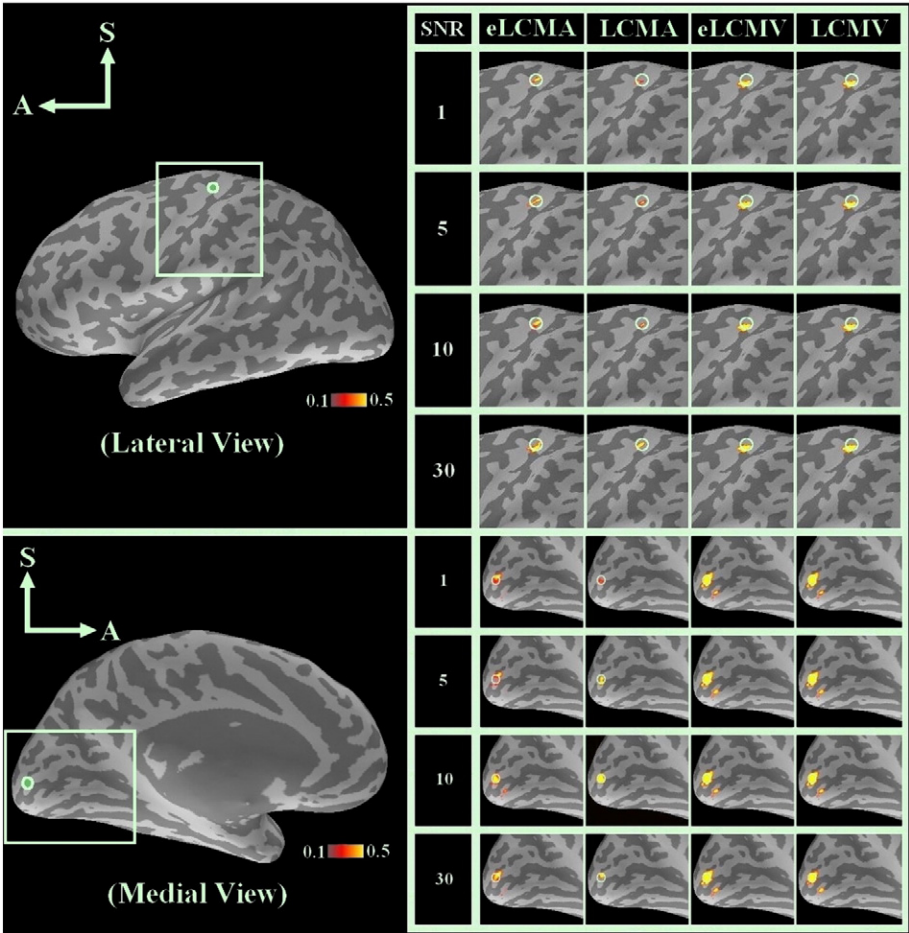 S
A
0.1 0.5
(Lateral View)
S
A
0.1 0.5
(Medial View)
SNR eLCMA LCMA eLCMV LCMV
1
5
10
30
1
5
10
30